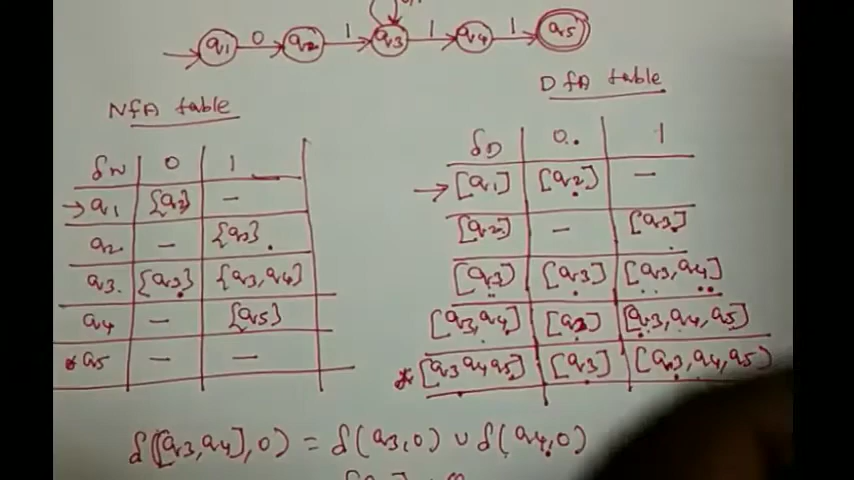 q1 0 q2 1 q3 1 q4 1 q5
DFA table
NFA table
δN 0 1
δD 0 1
→ q1 {q2} -
→ [q1] [q2] -
q2 - {q3}
[q2] - [q3]
q3 {q3} {q3,q4}
[q3] [q3] [q3,q4]
q4 - {q5}
[q3,q4] [q3] [q3,q4,q5]
* q5 - -
* [q3 q4 q5] [q3] [q3,q4,q5]
δ([q3,q4],0) = δ(q3,0) ∪ δ(q4,0)